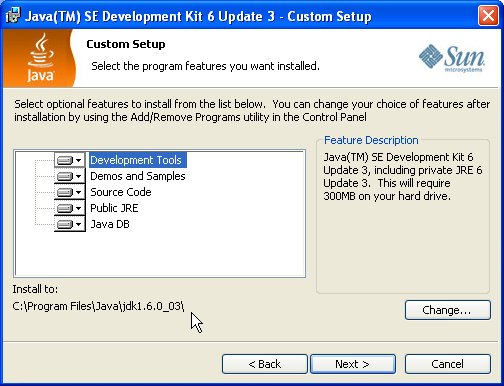 Java(TM) SE Development Kit 6 Update 3 - Custom Setup
Java
Custom Setup
Select the program features you want installed.
Sun
microsystems
Select optional features to install from the list below.  You can change your choice of features after
installation by using the Add/Remove Programs utility in the Control Panel
Development Tools
Demos and Samples
Source Code
Public JRE
Java DB
Feature Description
Java(TM) SE Development Kit 6
Update 3, including private JRE 6
Update 3.  This will require
300MB on your hard drive.
Install to:
C:\Program Files\Java\jdk1.6.0_03\
Change...
< Back
Next >
Cancel